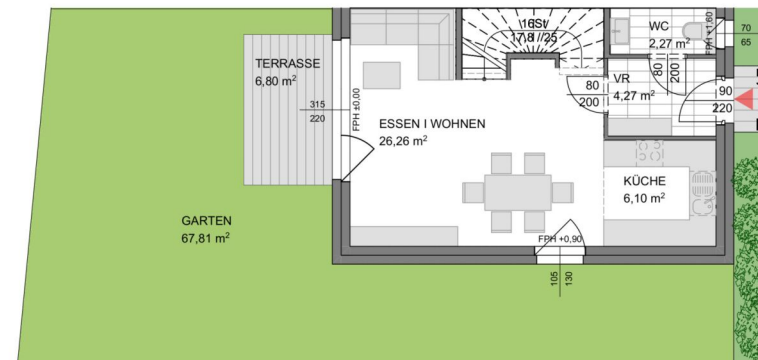 16St
17,8 //25
WC
2,27 m²
FPH +1,60
70
65
TERRASSE
6,80 m²
80
200
VR
4,27 m²
80
200
90
220
315
220
FPH ±0,00
ESSEN I WOHNEN
26,26 m²
KÜCHE
6,10 m²
GARTEN
67,81 m²
FPH +0,90
105
130